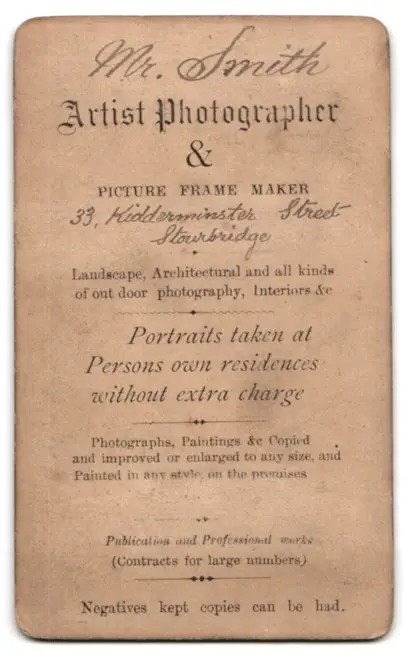 Mr. Smith
Artist Photographer
&
PICTURE FRAME MAKER
33, Kidderminster Street
Stourbridge
Landscape, Architectural and all kinds
of out door photography, Interiors &c
Portraits taken at
Persons own residences
without extra charge
Photographs, Paintings &c Copied
and improved or enlarged to any size, and
Painted in any style on the premises
Publication and Professional works
(Contracts for large numbers)
Negatives kept copies can be had.